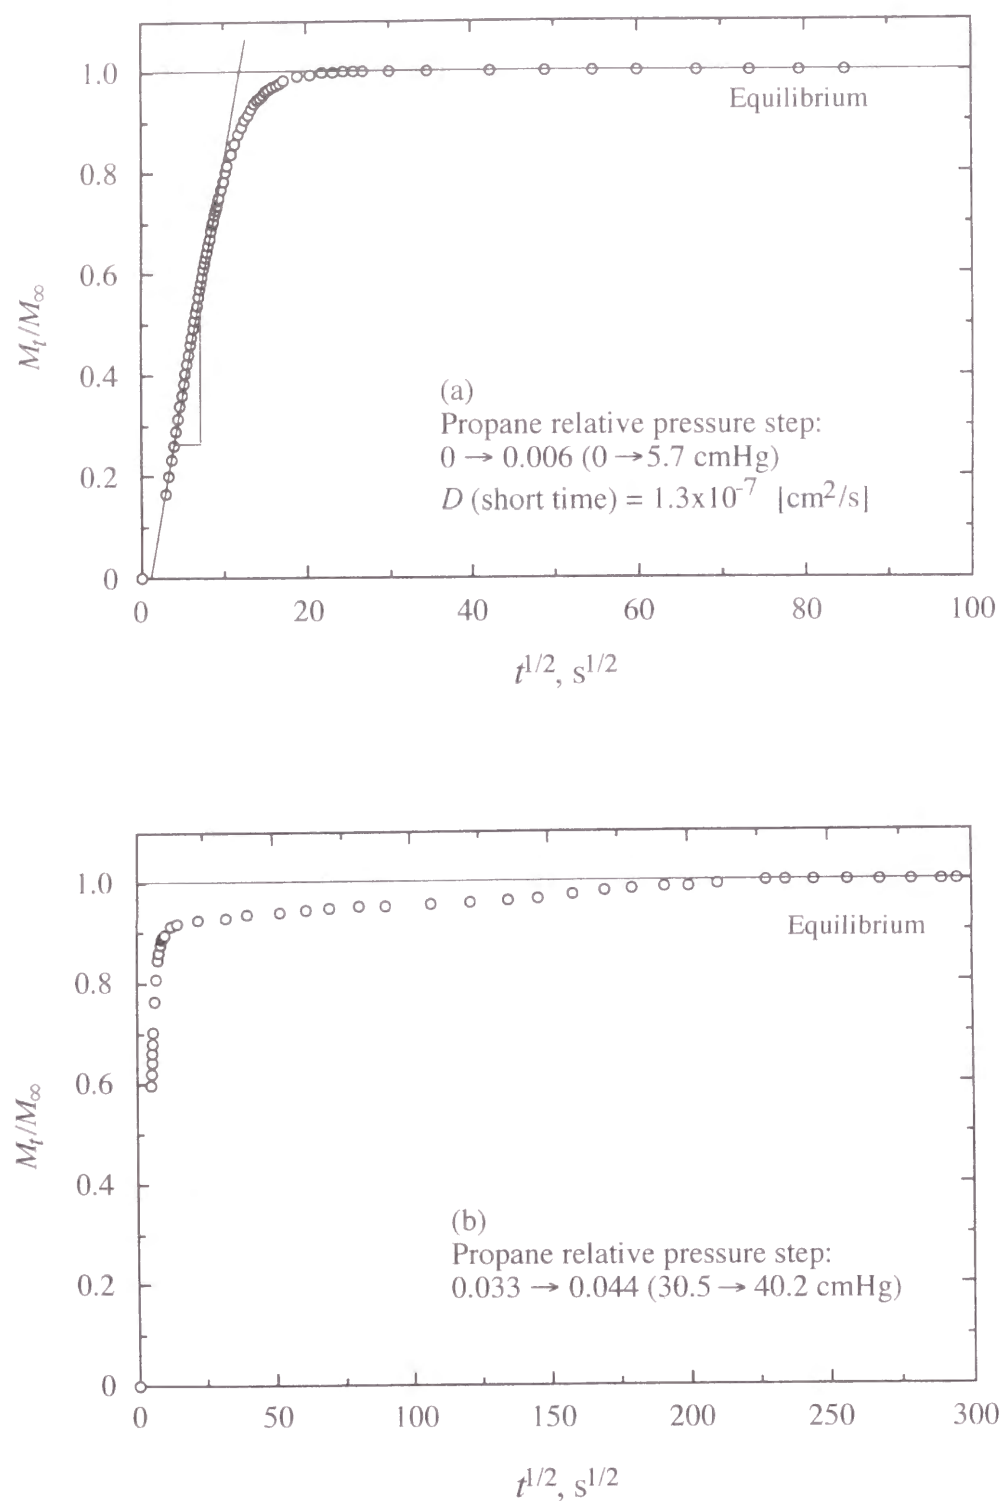 1.0
0.8
0.6
0.4
0.2
0
Mₜ/M∞
Equilibrium
(a)
Propane relative pressure step:
0 → 0.006 (0 →5.7 cmHg)
D (short time) = 1.3x10⁻⁷ [cm²/s]
0 20 40 60 80 100
t¹/², s¹/²
1.0
0.8
0.6
0.4
0.2
0
Mₜ/M∞
Equilibrium
(b)
Propane relative pressure step:
0.033 → 0.044 (30.5 → 40.2 cmHg)
0 50 100 150 200 250 300
t¹/², s¹/²